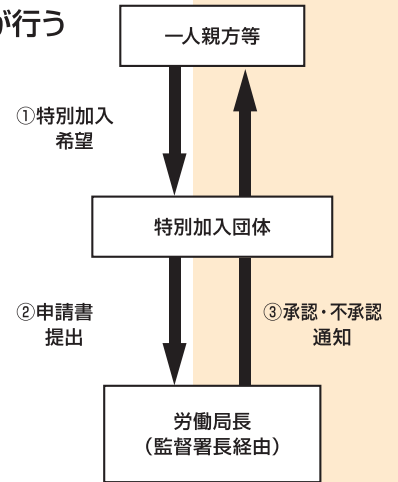 が行う
一人親方等
①特別加入
希望
特別加入団体
②申請書
提出
③承認・不承認
通知
労働局長
（監督署長経由）